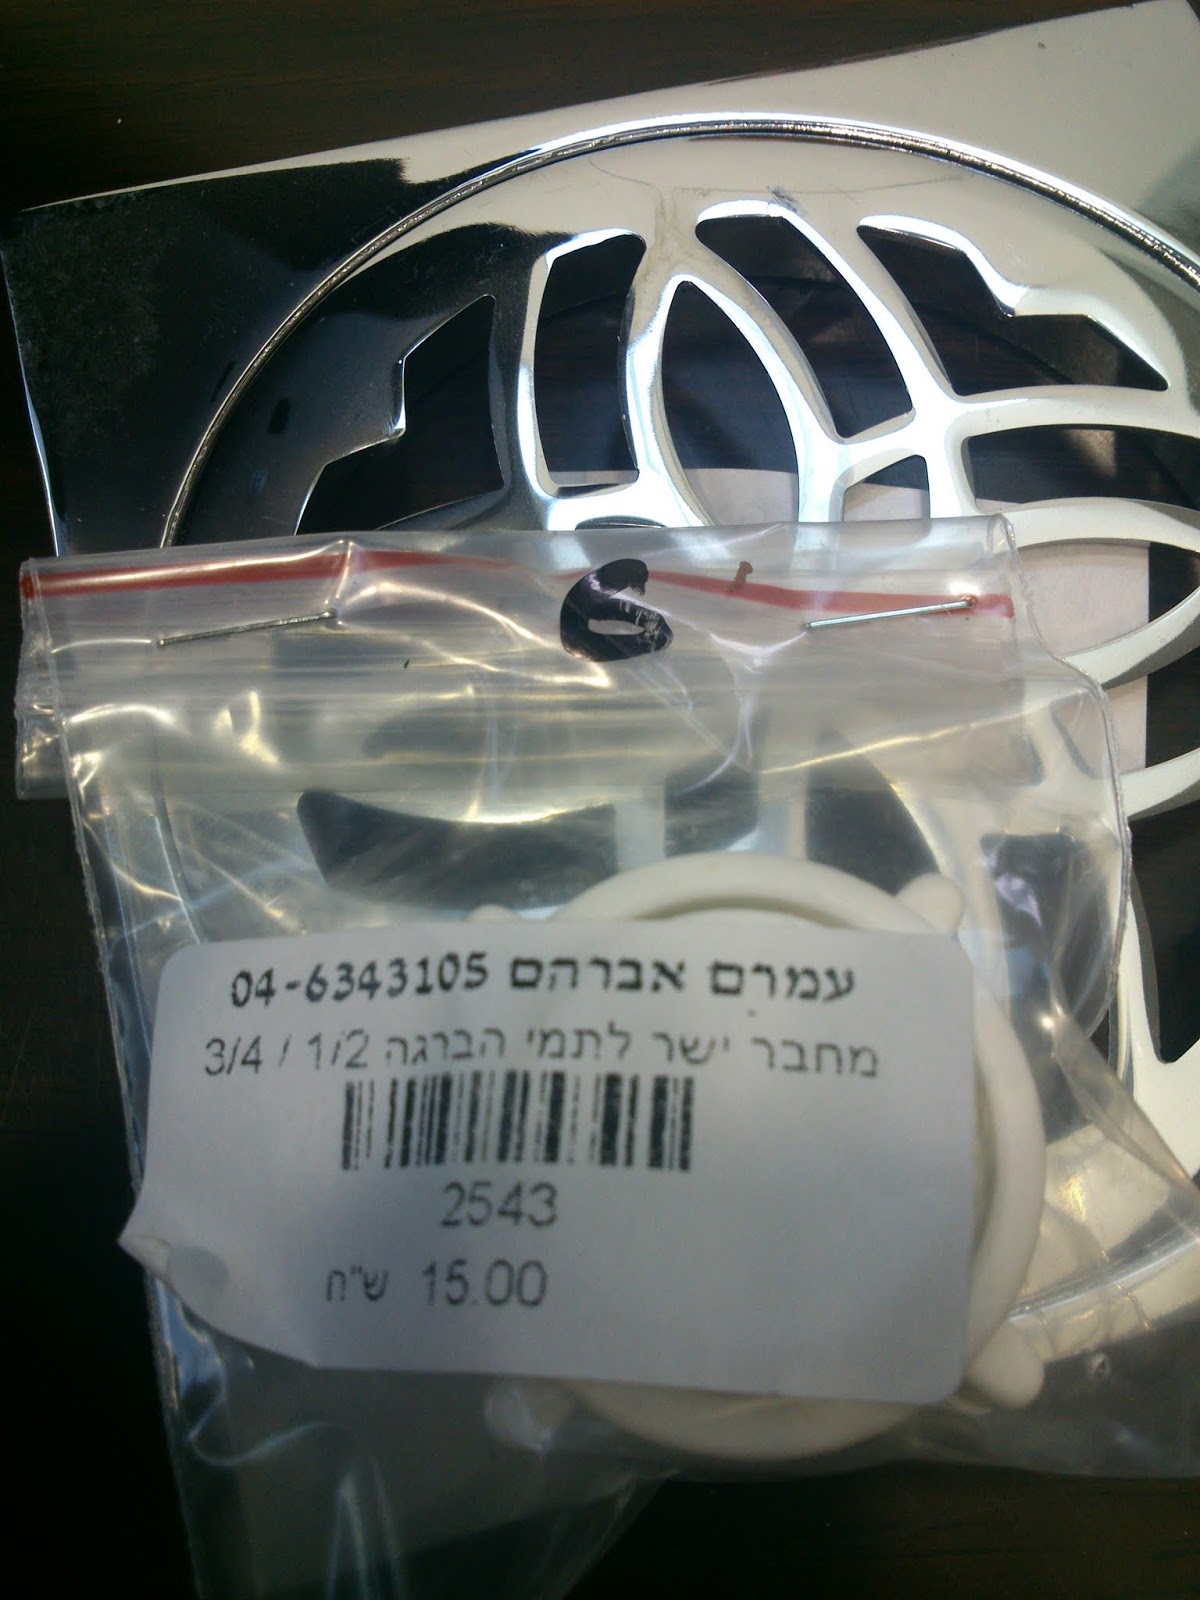 עמרם אברהם 04-6343105
מחבר ישר לתמי הברגה 1/2 / 3/4
2543
15.00 ש"ח